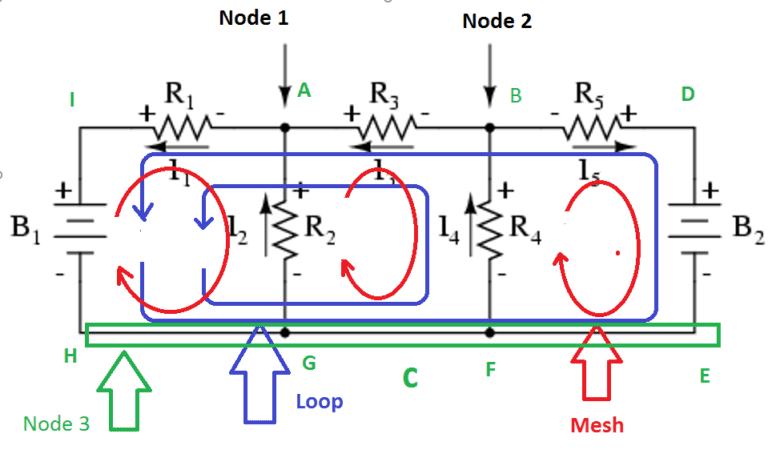 Node 1
Node 2
I
R1
A
R3
B
R5
D
+ -
+ -
- +
I1
I3
I5
+
B1
-
I2
+
R2
-
I4
+
R4
-
+
B2
-
H
G
C
F
E
Node 3
Loop
Mesh